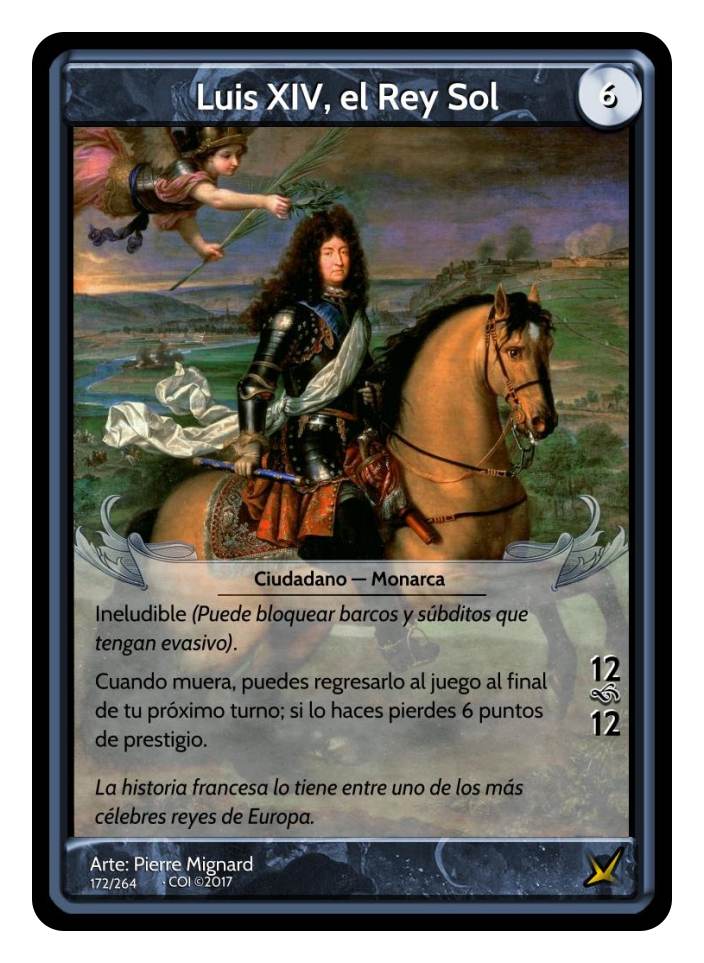 Luis XIV, el Rey Sol
6
Ciudadano — Monarca
Ineludible (Puede bloquear barcos y súbditos que
tengan evasivo).
Cuando muera, puedes regresarlo al juego al final
de tu próximo turno; si lo haces pierdes 6 puntos
de prestigio.
12
12
La historia francesa lo tiene entre uno de los más
célebres reyes de Europa.
Arte: Pierre Mignard
172/264 · COI ©2017